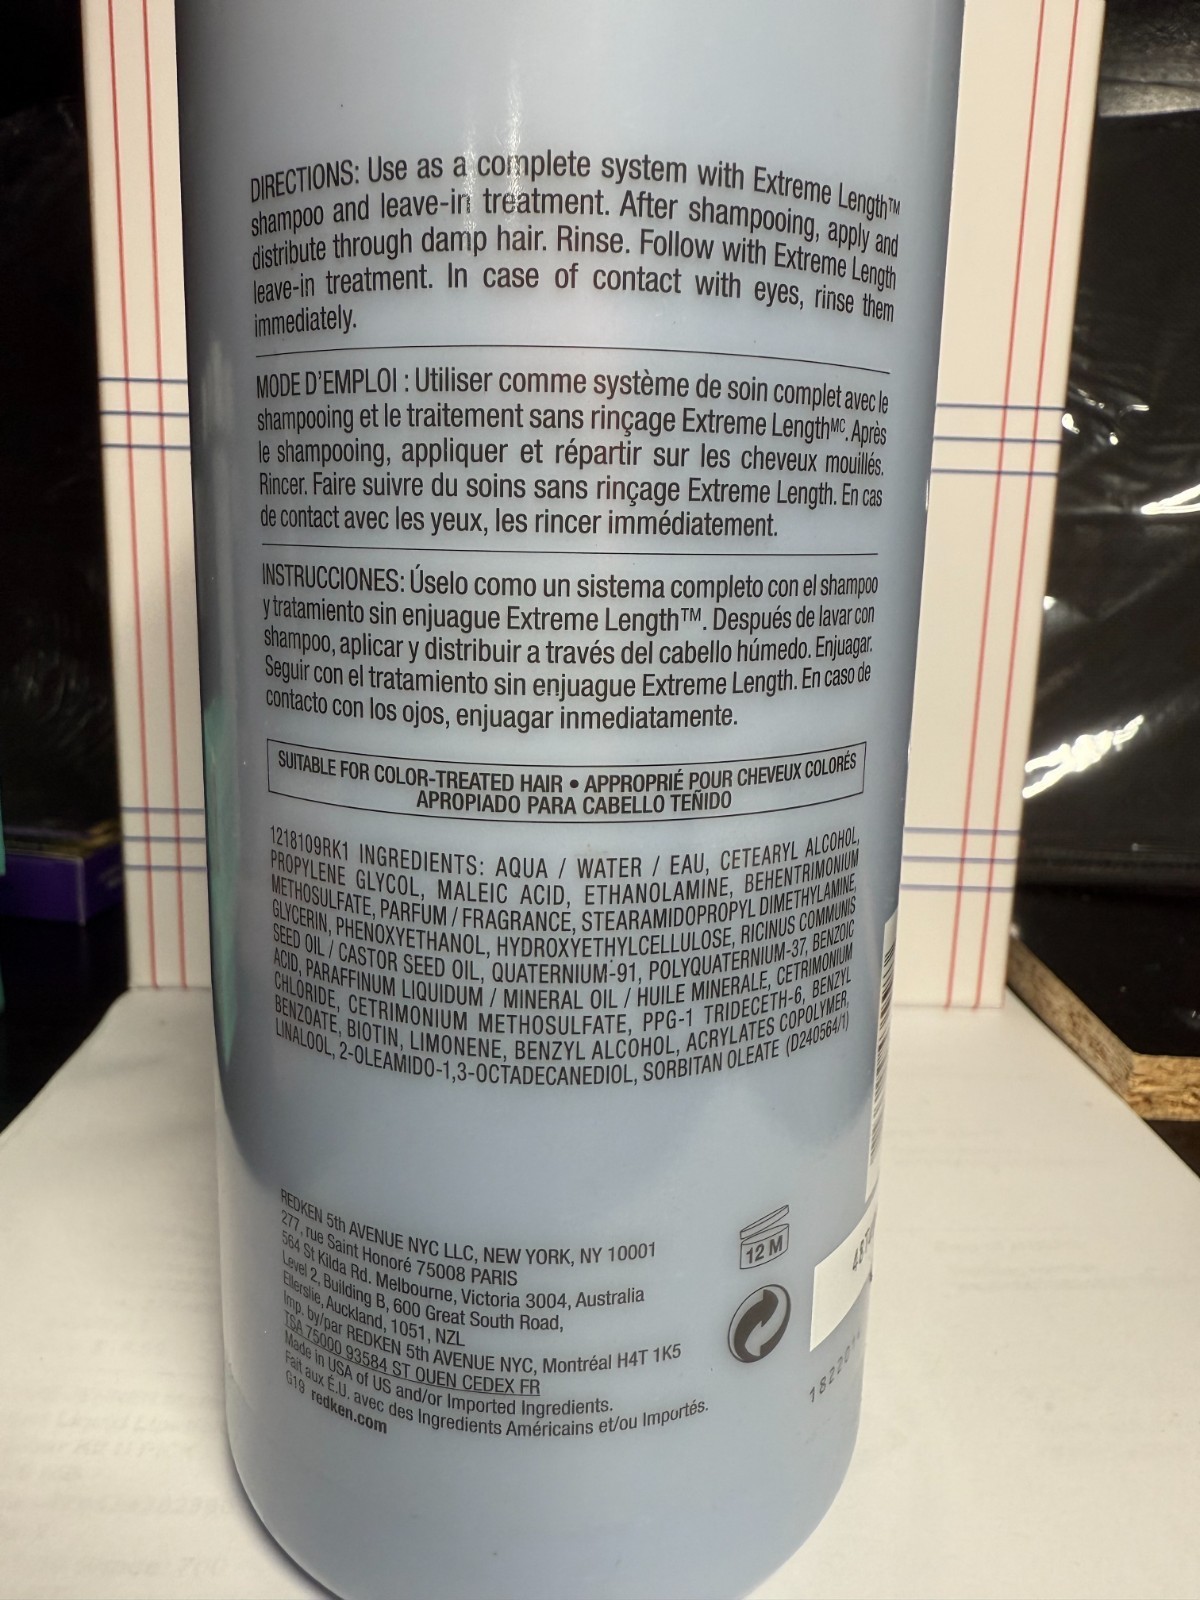 DIRECTIONS: Use as a complete system with Extreme Length™
shampoo and leave-in treatment. After shampooing, apply and
distribute through damp hair. Rinse. Follow with Extreme Length
leave-in treatment. In case of contact with eyes, rinse them
immediately.
MODE D'EMPLOI : Utiliser comme système de soin complet avec le
shampooing et le traitement sans rinçage Extreme Lengthᴹᶜ. Après
le shampooing, appliquer et répartir sur les cheveux mouillés.
Rincer. Faire suivre du soins sans rinçage Extreme Length. En cas
de contact avec les yeux, les rincer immédiatement.
INSTRUCCIONES: Úselo como un sistema completo con el shampoo
y tratamiento sin enjuague Extreme Length™. Después de lavar con
shampoo, aplicar y distribuir a través del cabello húmedo. Enjuagar.
Seguir con el tratamiento sin enjuague Extreme Length. En caso de
contacto con los ojos, enjuagar inmediatamente.
SUITABLE FOR COLOR-TREATED HAIR • APPROPRIÉ POUR CHEVEUX COLORÉS
APROPIADO PARA CABELLO TEÑIDO
1218109RK1 INGREDIENTS: AQUA / WATER / EAU, CETEARYL ALCOHOL,
PROPYLENE GLYCOL, MALEIC ACID, ETHANOLAMINE, BEHENTRIMONIUM
METHOSULFATE, PARFUM / FRAGRANCE, STEARAMIDOPROPYL DIMETHYLAMINE,
GLYCERIN, PHENOXYETHANOL, HYDROXYETHYLCELLULOSE, RICINUS COMMUNIS
SEED OIL / CASTOR SEED OIL, QUATERNIUM-91, POLYQUATERNIUM-37, BENZOIC
ACID, PARAFFINUM LIQUIDUM / MINERAL OIL / HUILE MINERALE, CETRIMONIUM
CHLORIDE, CETRIMONIUM METHOSULFATE, PPG-1 TRIDECETH-6, BENZYL
BENZOATE, BIOTIN, LIMONENE, BENZYL ALCOHOL, ACRYLATES COPOLYMER,
LINALOOL, 2-OLEAMIDO-1,3-OCTADECANEDIOL, SORBITAN OLEATE (D240564/1)
REDKEN 5th AVENUE NYC LLC, NEW YORK, NY 10001
277, rue Saint Honoré 75008 PARIS
564 St Kilda Rd. Melbourne, Victoria 3004, Australia
Level 2, Building B, 600 Great South Road,
Ellerslie, Auckland, 1051, NZL
Imp. by/par REDKEN 5th AVENUE NYC, Montréal H4T 1K5
TSA 75000 93584 ST OUEN CEDEX FR
Made in USA of US and/or Imported Ingredients.
Fait aux É.U. avec des Ingredients Américains et/ou Importés.
G19 redken.com
12 M